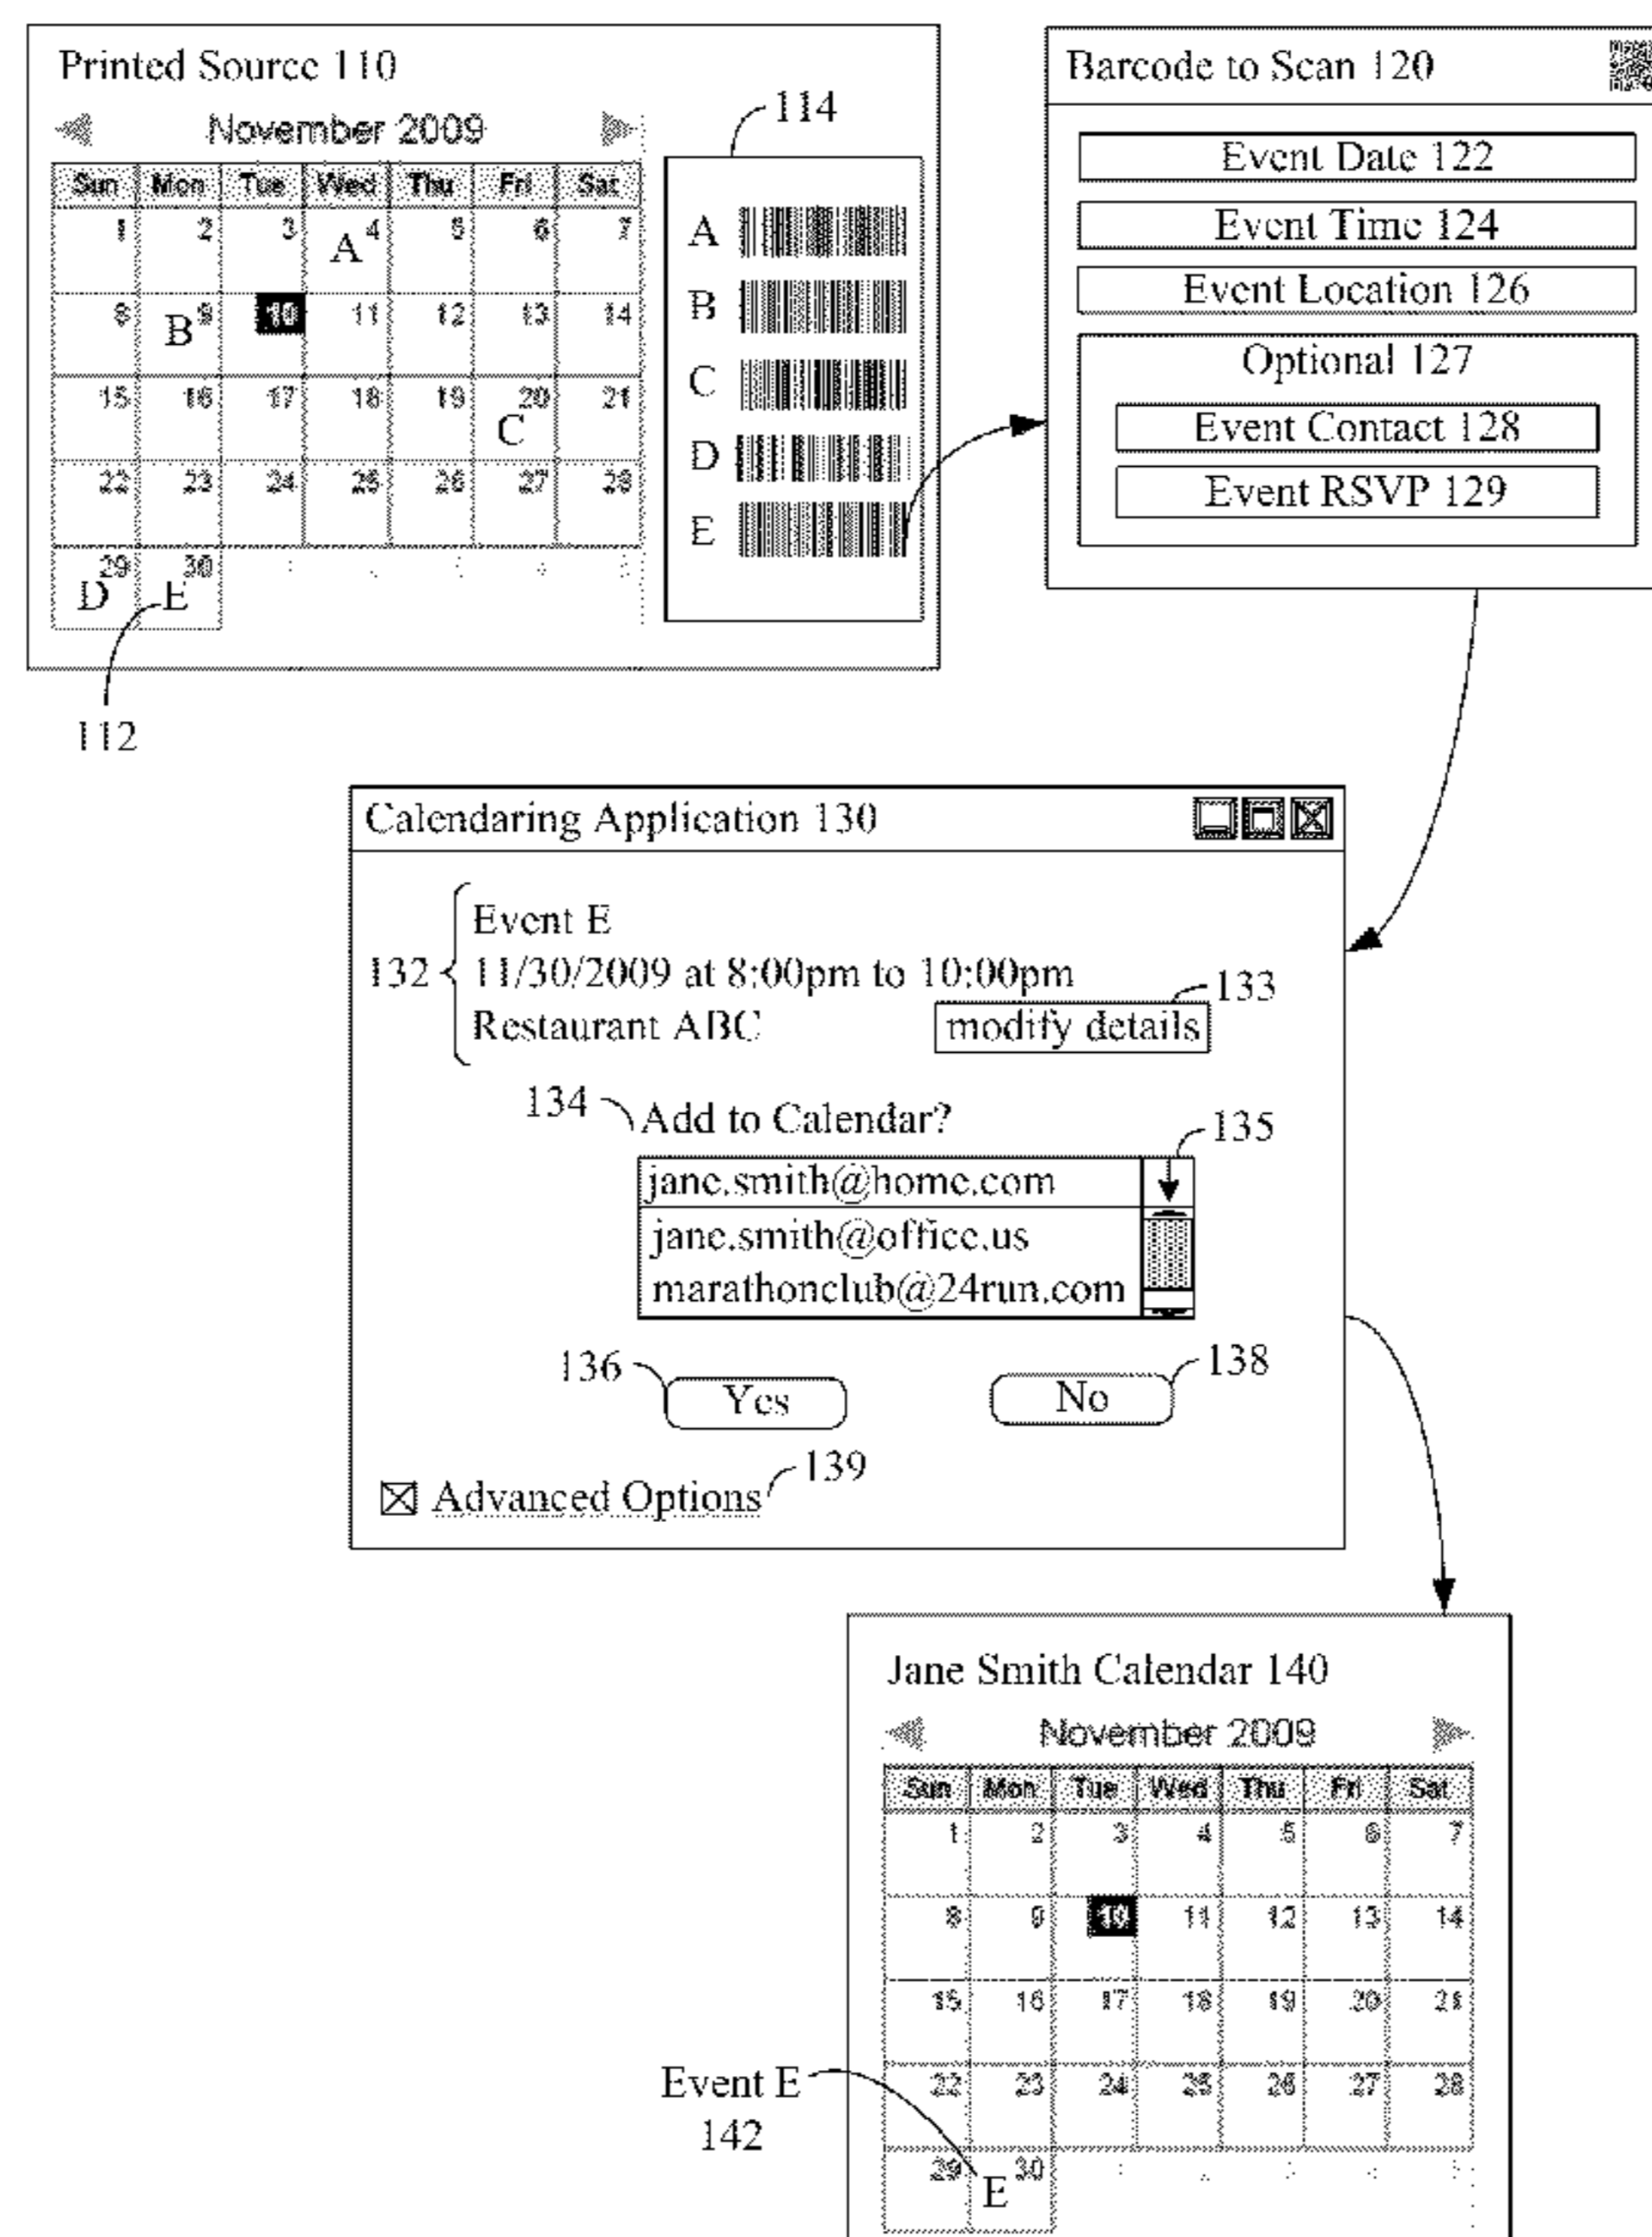 Printed Source 110
November 2009
Sun Mon Tue Wed Thu Fri Sat
1 2 3 4 5 6 7
A
8 9 10 11 12 13 14
B
15 16 17 18 19 20 21
C
22 23 24 25 26 27 28
29 30
D E
112
114
A
B
C
D
E
Barcode to Scan 120
Event Date 122
Event Time 124
Event Location 126
Optional 127
Event Contact 128
Event RSVP 129
Calendaring Application 130
132
Event E
11/30/2009 at 8:00pm to 10:00pm
Restaurant ABC
133
modify details
134
Add to Calendar?
135
jane.smith@home.com
jane.smith@office.us
marathonclub@24run.com
136
Yes
No
138
Advanced Options
139
Jane Smith Calendar 140
November 2009
Sun Mon Tue Wed Thu Fri Sat
1 2 3 4 5 6 7
8 9 10 11 12 13 14
15 16 17 18 19 20 21
22 23 24 25 26 27 28
29 30
E
Event E
142